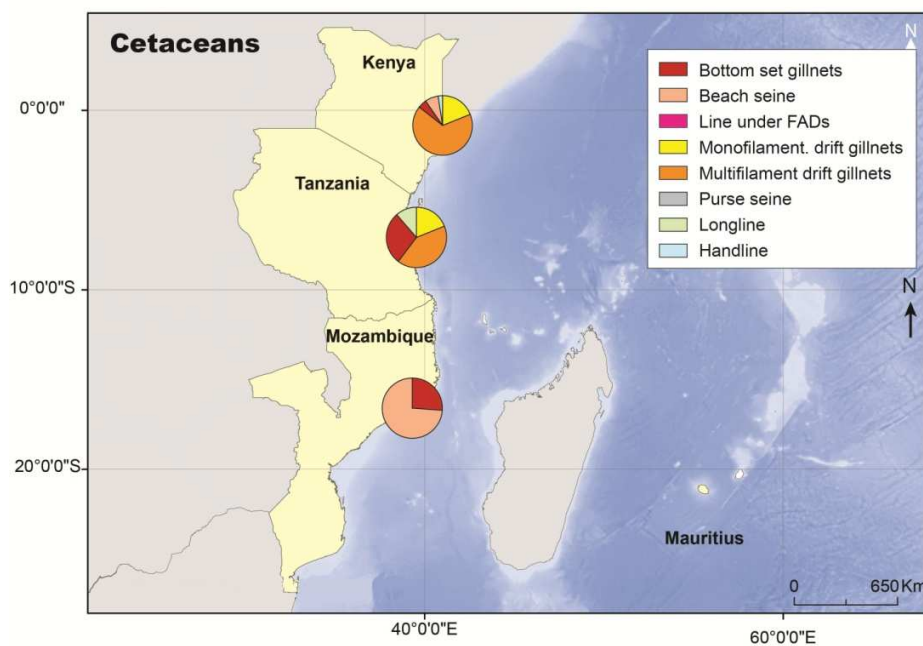 Cetaceans
N
Kenya
Bottom set gillnets
Beach seine
Line under FADs
Monofilament. drift gillnets
Multifilament drift gillnets
Purse seine
Longline
Handline
0°0'0"
Tanzania
10°0'0"S
N
Mozambique
20°0'0"S
Mauritius
0 650 Km
40°0'0"E
60°0'0"E